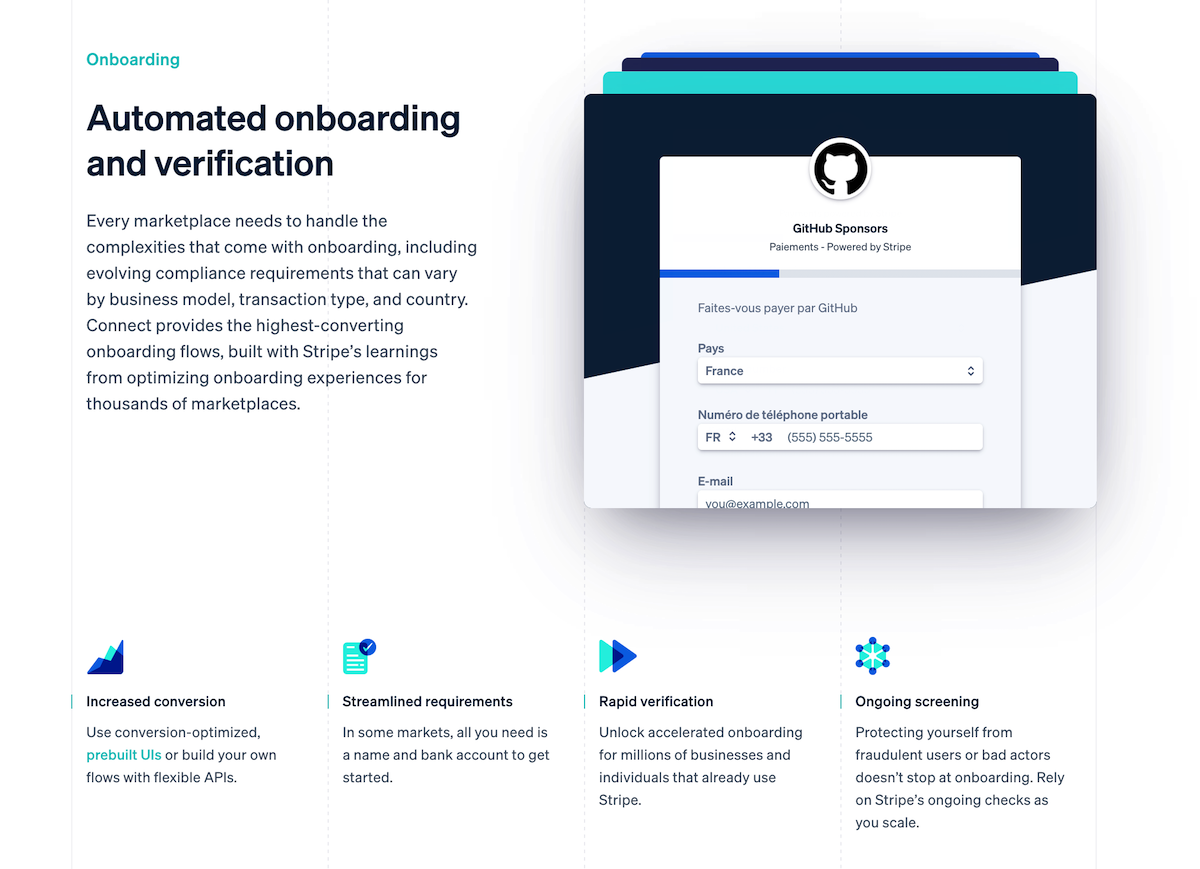 Onboarding
Automated onboarding
and verification
Every marketplace needs to handle the
complexities that come with onboarding, including
evolving compliance requirements that can vary
by business model, transaction type, and country.
Connect provides the highest-converting
onboarding flows, built with Stripe’s learnings
from optimizing onboarding experiences for
thousands of marketplaces.
GitHub Sponsors
Paiements - Powered by Stripe
Faites-vous payer par GitHub
Pays
France
Numéro de téléphone portable
FR +33 (555) 555-5555
E-mail
you@example.com
Increased conversion
Use conversion-optimized,
prebuilt UIs or build your own
flows with flexible APIs.
Streamlined requirements
In some markets, all you need is
a name and bank account to get
started.
Rapid verification
Unlock accelerated onboarding
for millions of businesses and
individuals that already use
Stripe.
Ongoing screening
Protecting yourself from
fraudulent users or bad actors
doesn’t stop at onboarding. Rely
on Stripe’s ongoing checks as
you scale.